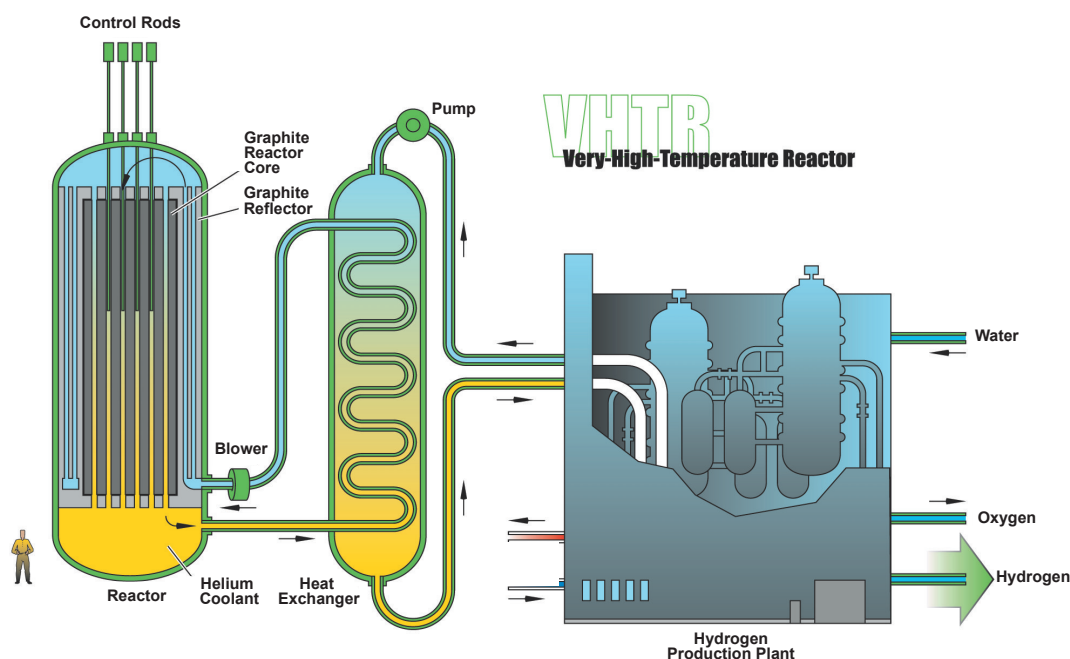 Control Rods
Pump
VHTR
Very-High-Temperature Reactor
Graphite
Reactor
Core
Graphite
Reflector
Water
Blower
Oxygen
Hydrogen
Helium
Coolant
Reactor
Heat
Exchanger
Hydrogen
Production Plant